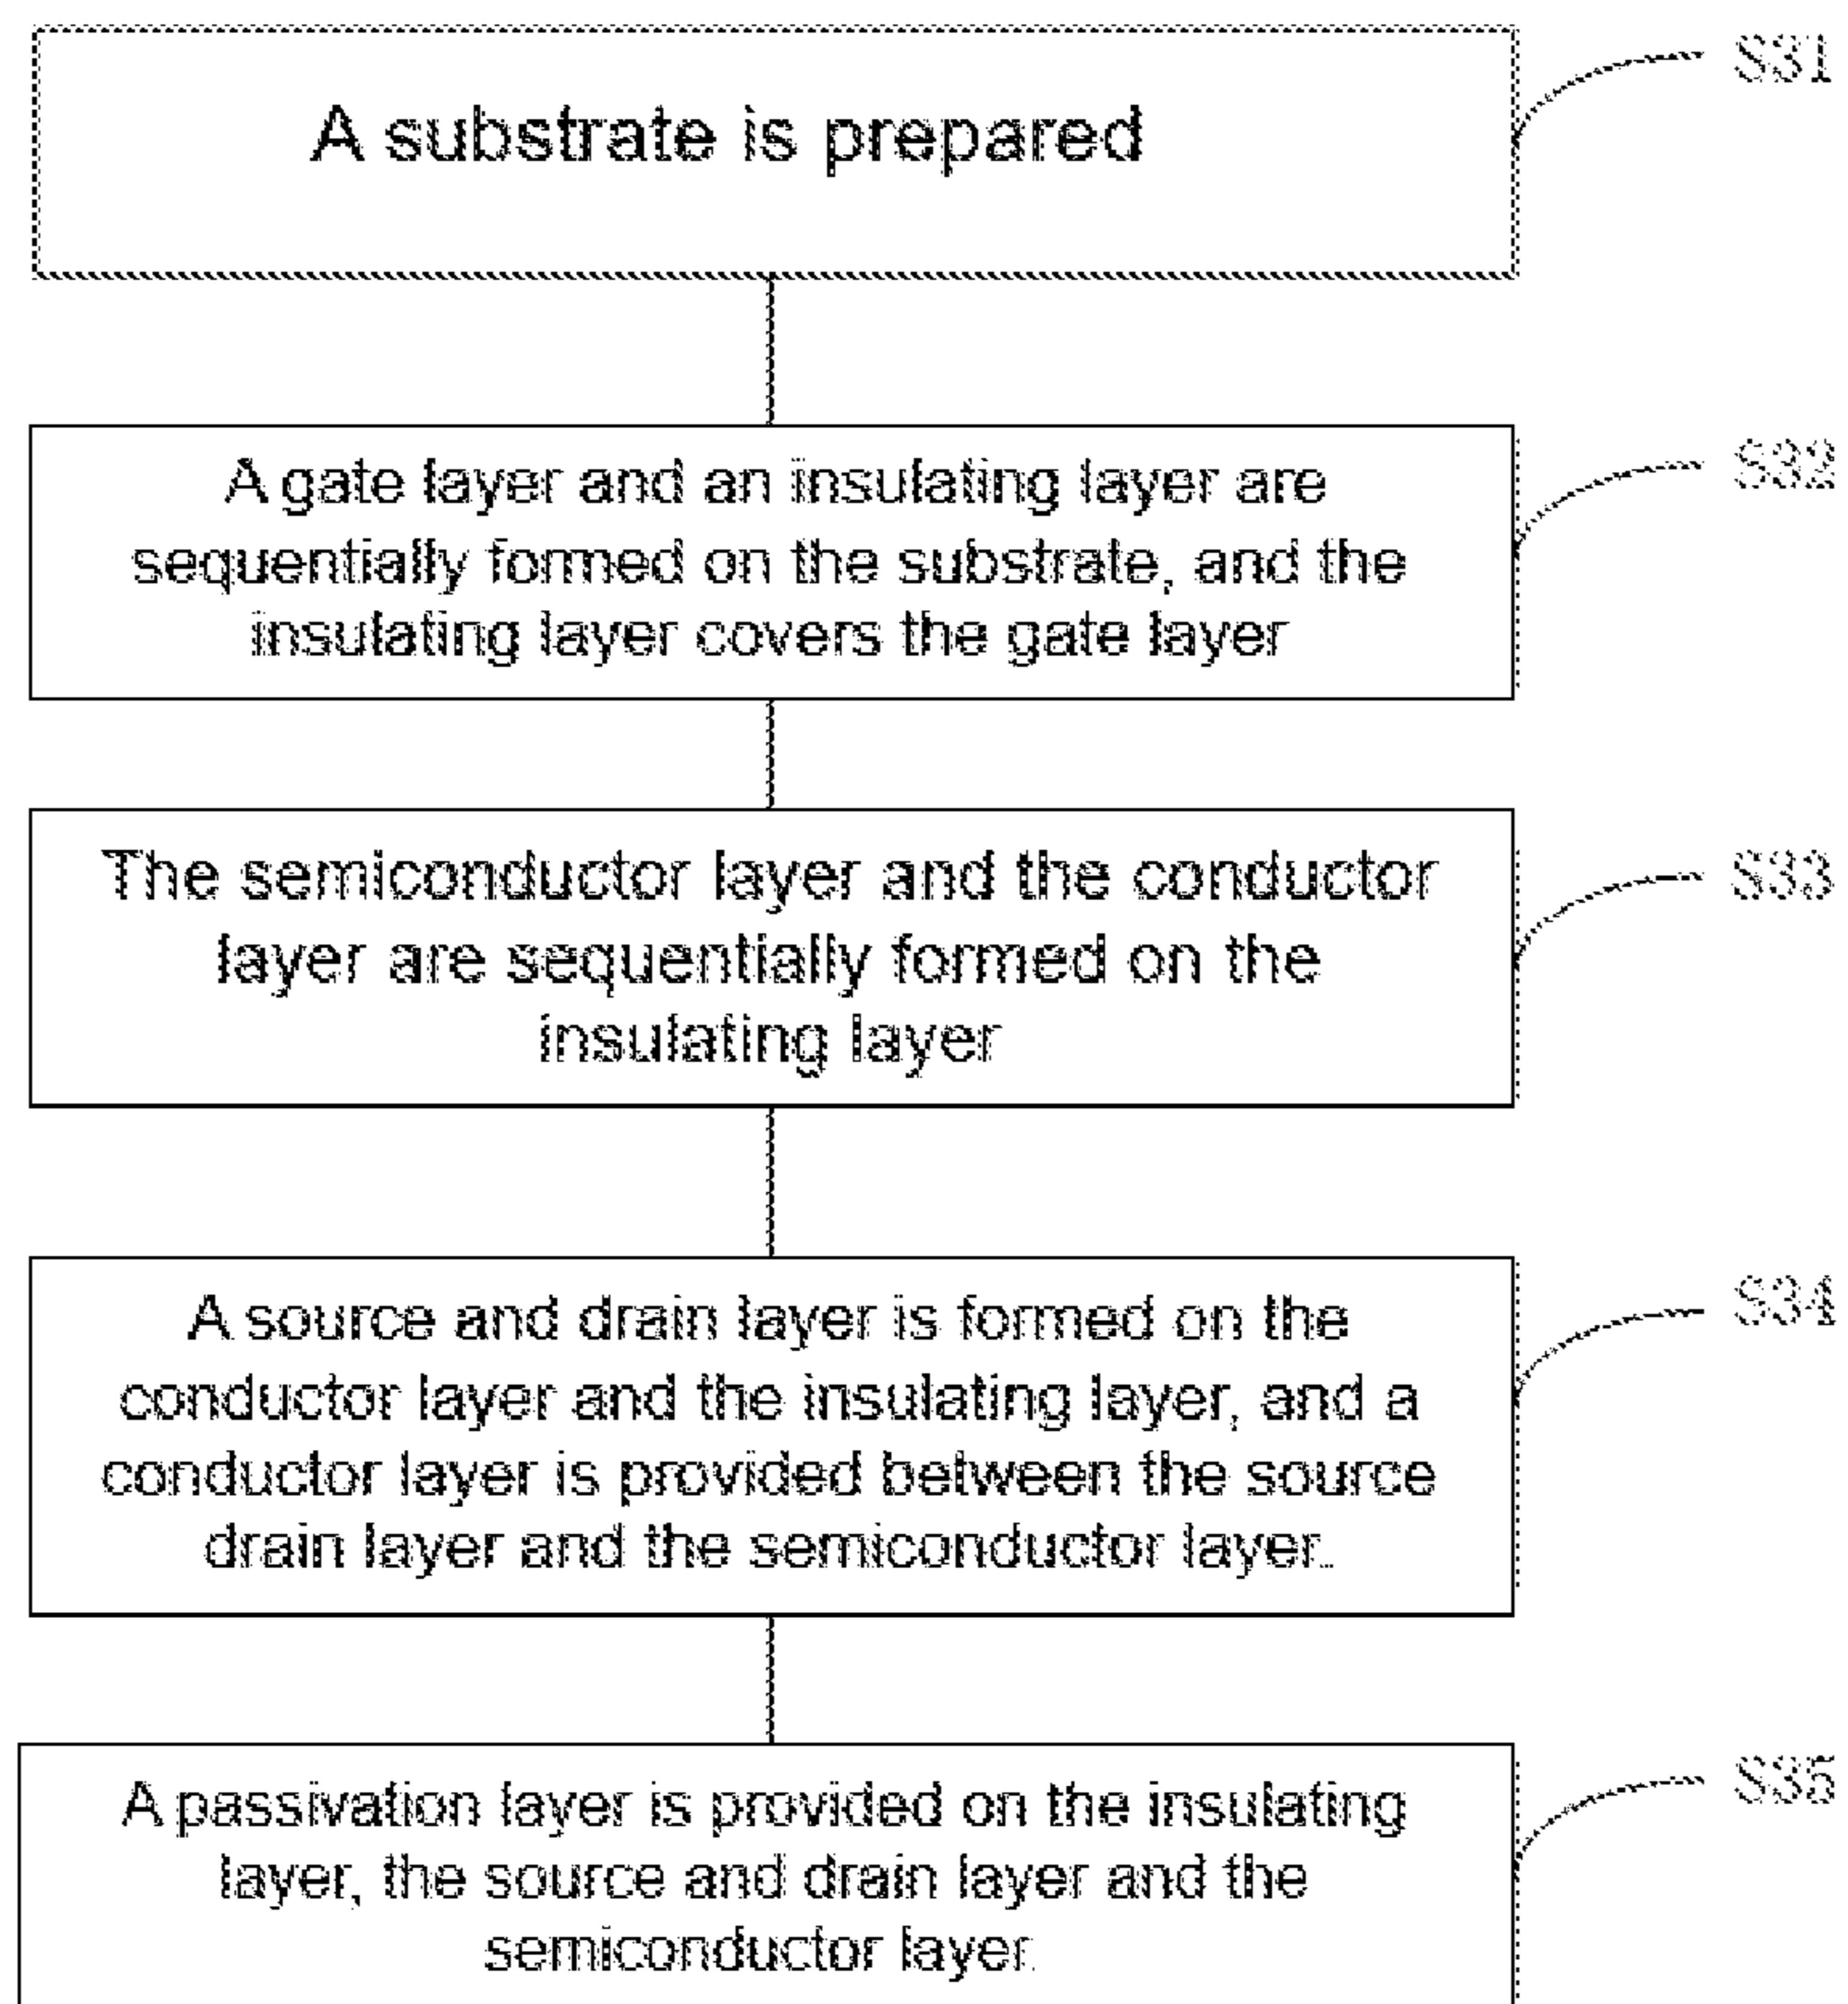 A substrate is prepared
S31
A gate layer and an insulating layer are
sequentially formed on the substrate, and the
insulating layer covers the gate layer
S32
The semiconductor layer and the conductor
layer are sequentially formed on the
insulating layer
S33
A source and drain layer is formed on the
conductor layer and the insulating layer, and a
conductor layer is provided between the source
drain layer and the semiconductor layer.
S34
A passivation layer is provided on the insulating
layer, the source and drain layer and the
semiconductor layer.
S35